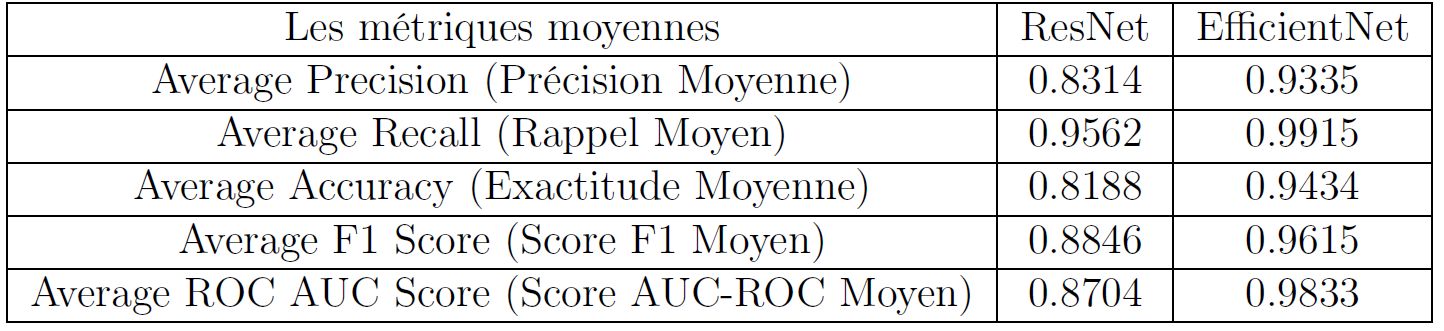 Les métriques moyennes ResNet EfficientNet
Average Precision (Précision Moyenne) 0.8314 0.9335
Average Recall (Rappel Moyen) 0.9562 0.9915
Average Accuracy (Exactitude Moyenne) 0.8188 0.9434
Average F1 Score (Score F1 Moyen) 0.8846 0.9615
Average ROC AUC Score (Score AUC-ROC Moyen) 0.8704 0.9833